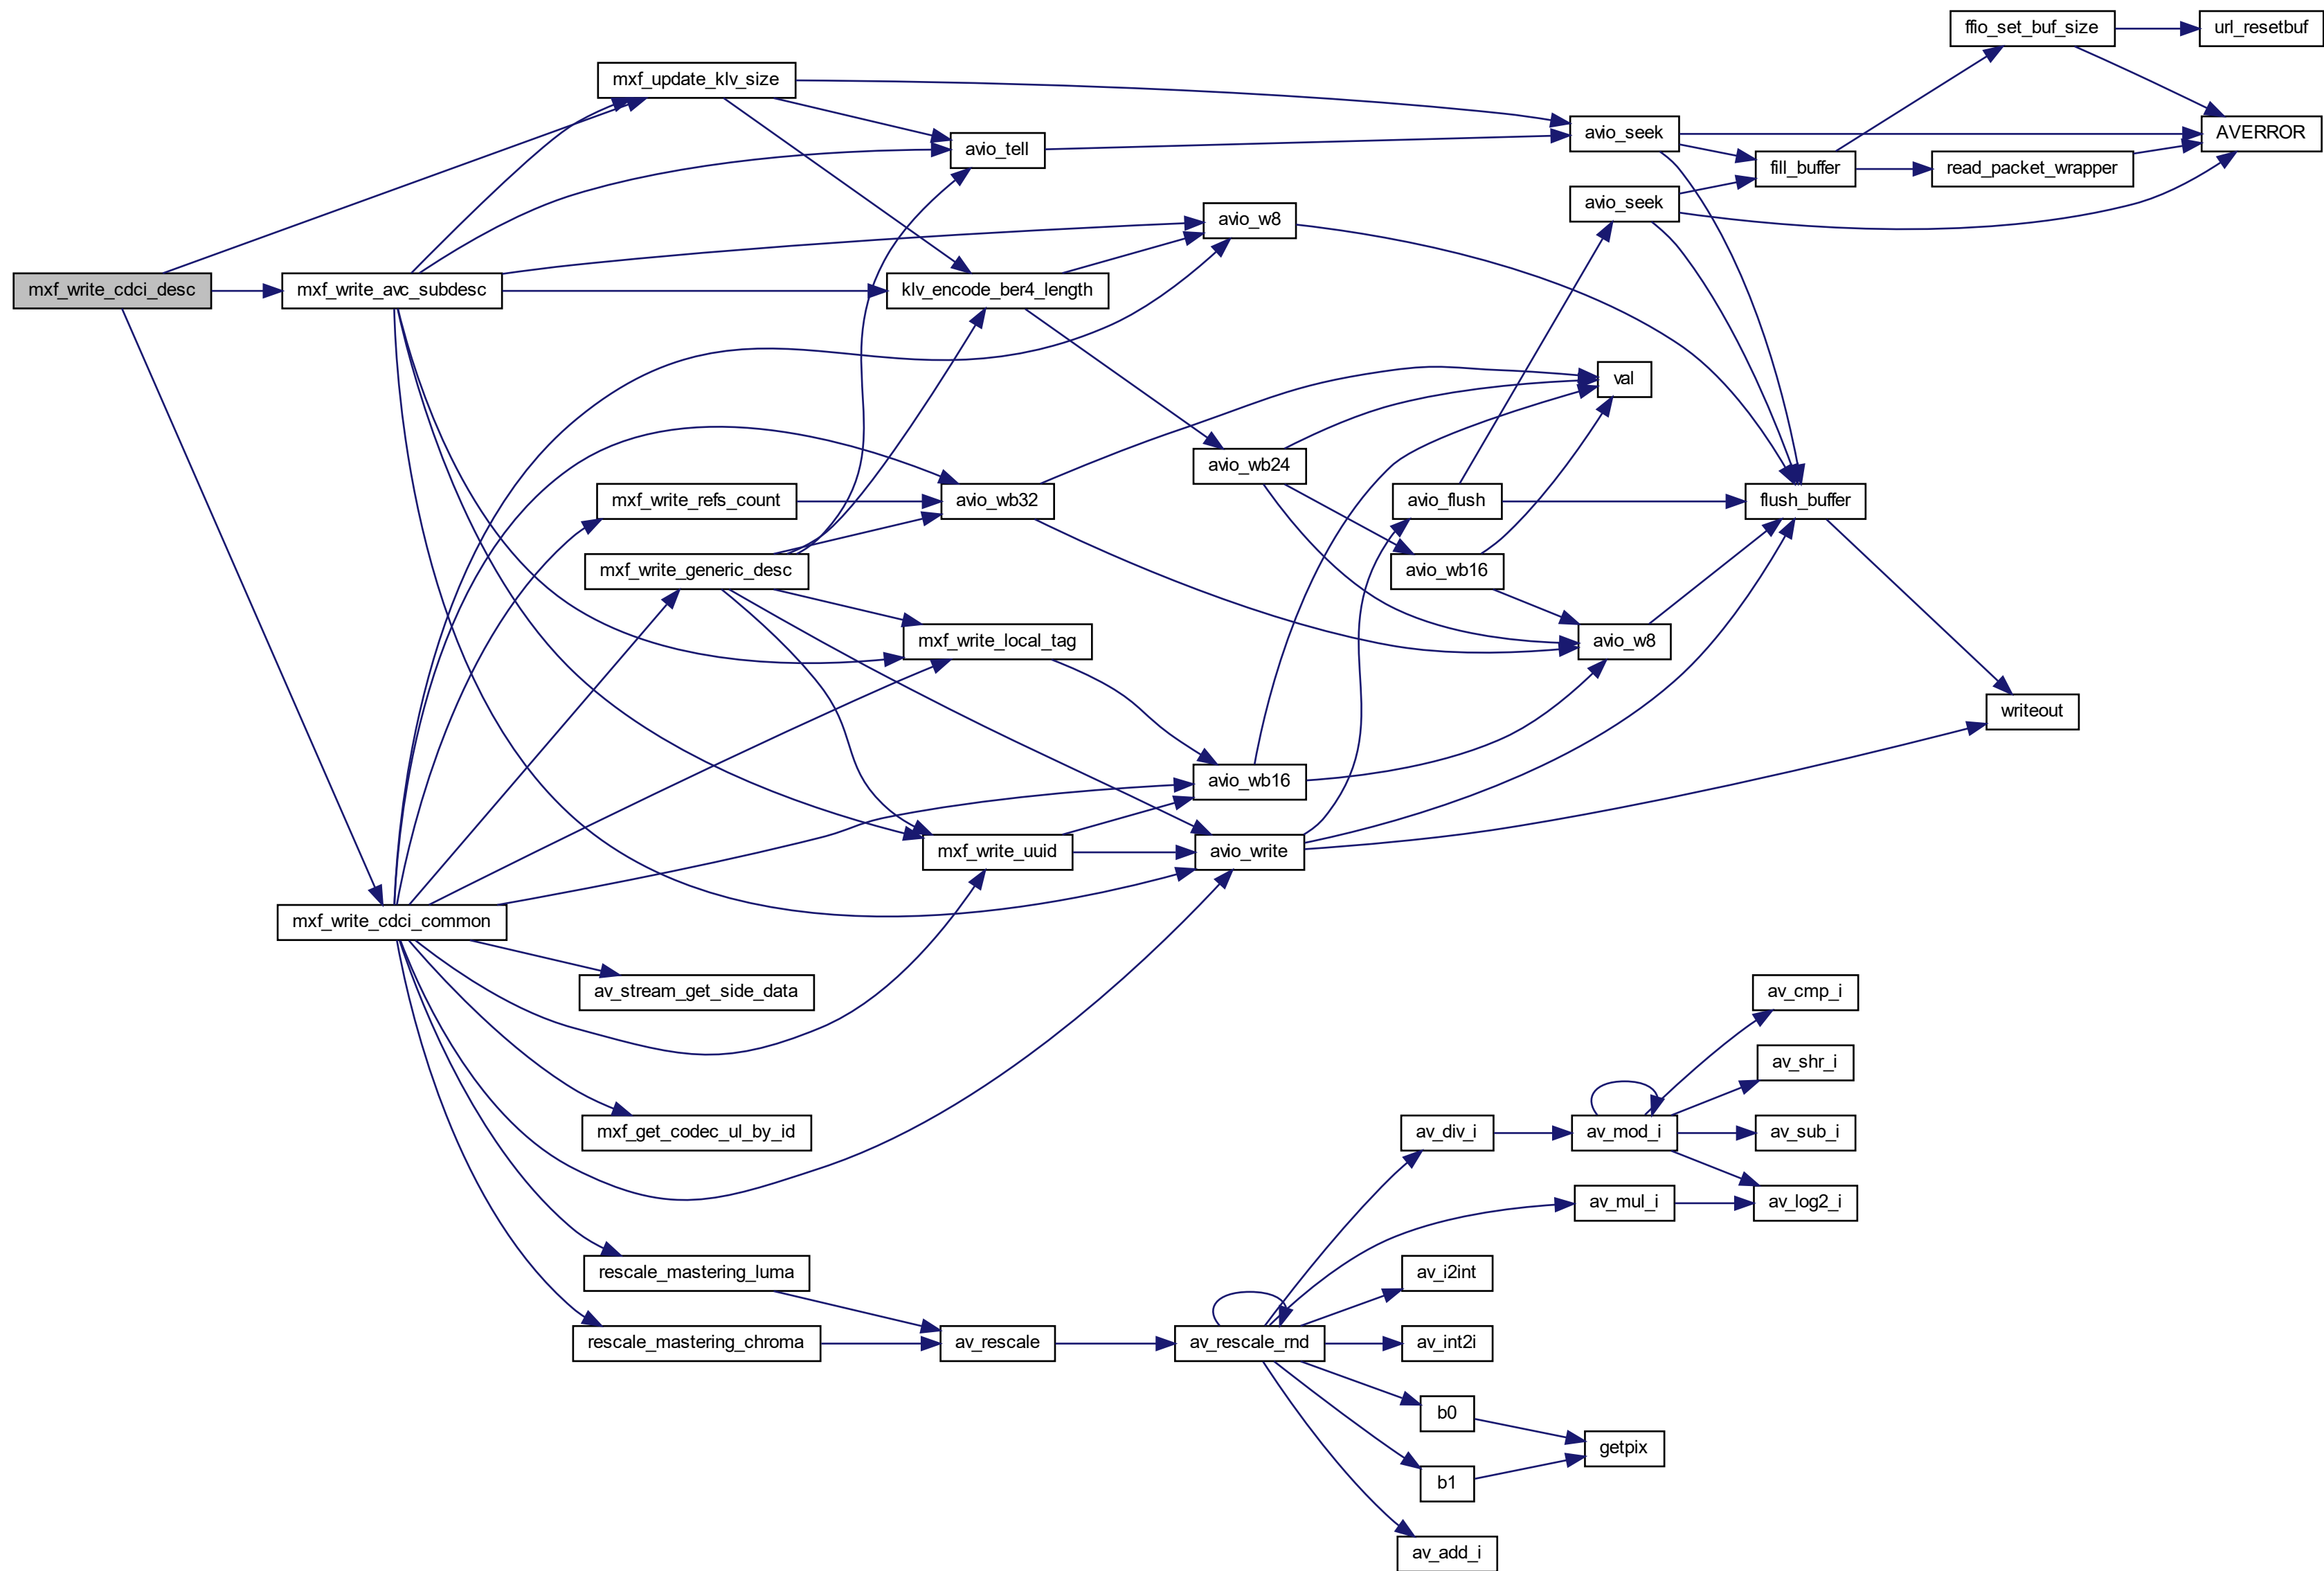 ffio_set_buf_size
url_resetbuf
mxf_update_klv_size
avio_seek
AVERROR
avio_tell
fill_buffer
read_packet_wrapper
avio_seek
avio_w8
mxf_write_cdci_desc
mxf_write_avc_subdesc
klv_encode_ber4_length
val
avio_wb24
mxf_write_refs_count
avio_wb32
avio_flush
flush_buffer
mxf_write_generic_desc
avio_wb16
mxf_write_local_tag
avio_w8
writeout
avio_wb16
mxf_write_uuid
avio_write
mxf_write_cdci_common
av_stream_get_side_data
av_cmp_i
av_shr_i
mxf_get_codec_ul_by_id
av_div_i
av_mod_i
av_sub_i
av_mul_i
av_log2_i
rescale_mastering_luma
av_i2int
rescale_mastering_chroma
av_rescale
av_rescale_rnd
av_int2i
b0
getpix
b1
av_add_i